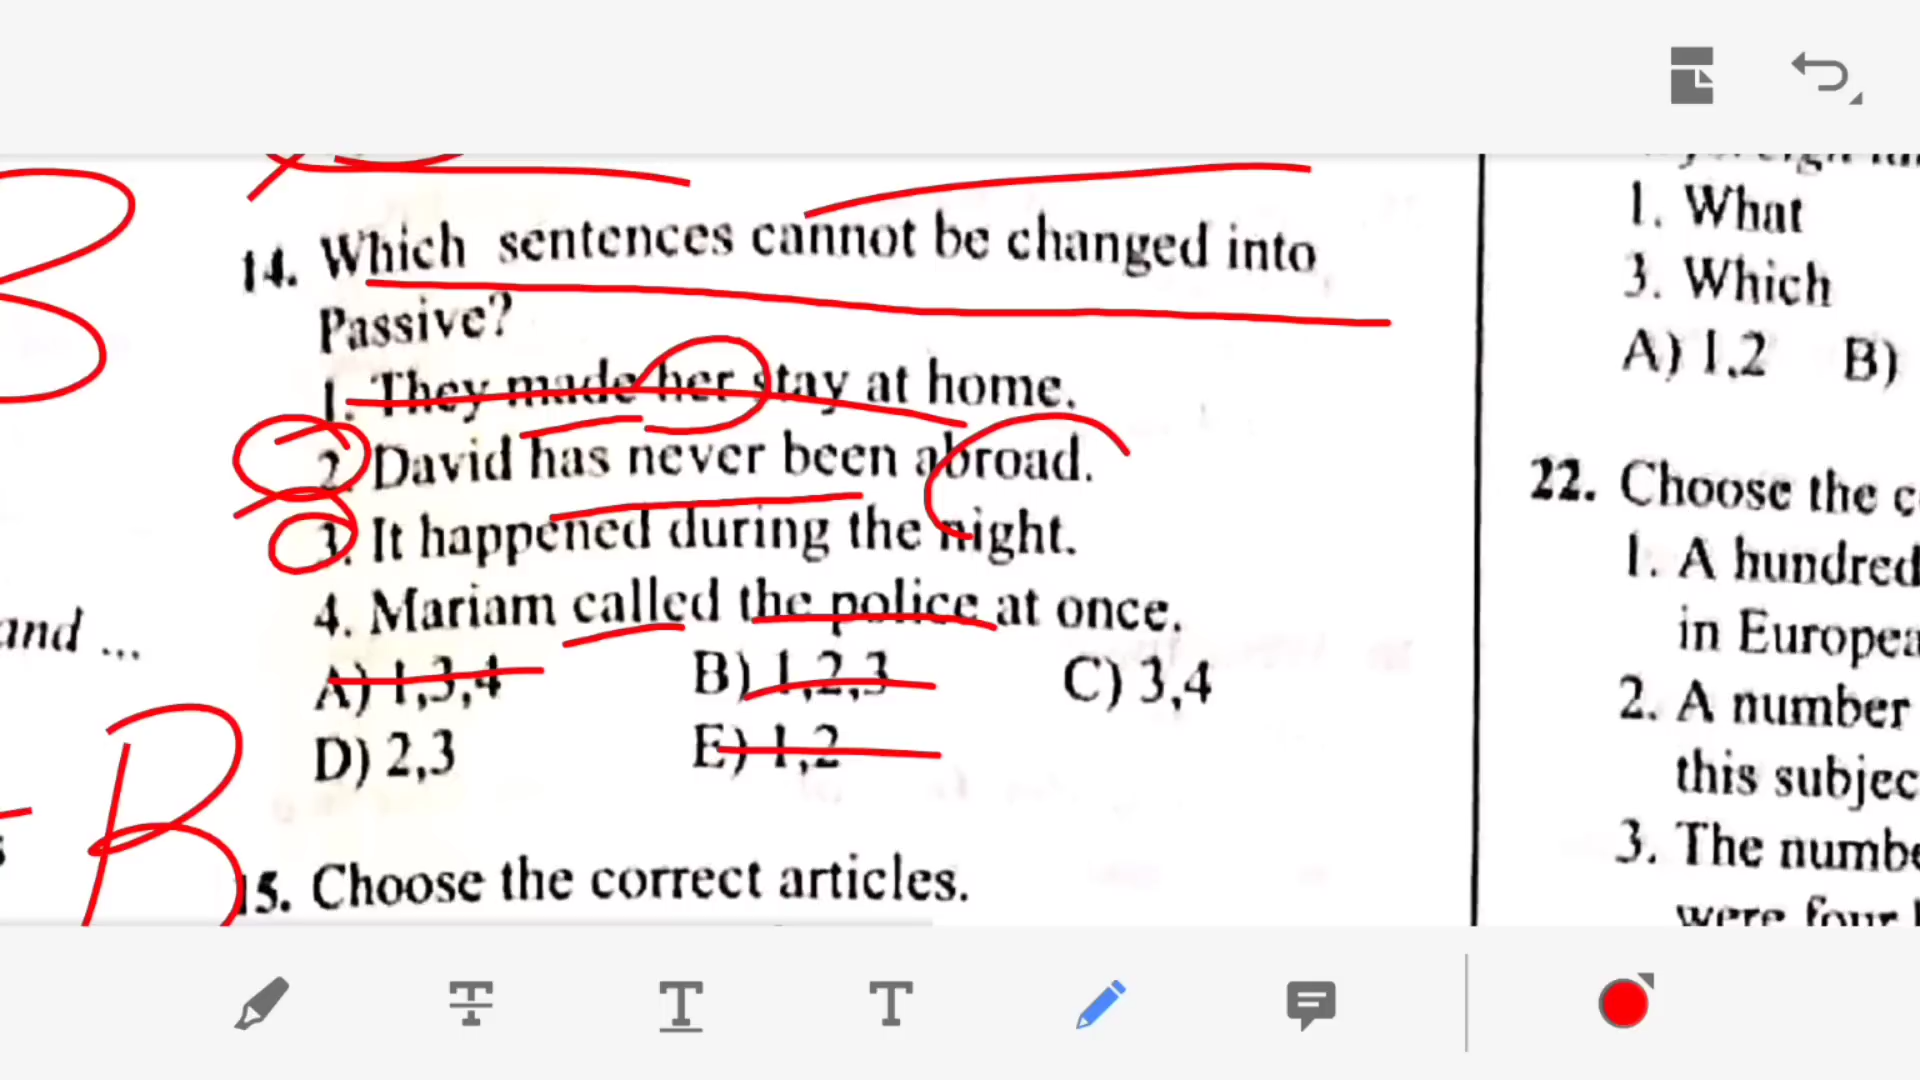 14. Which sentences cannot be changed into
Passive?
1. They made her stay at home.
2. David has never been abroad.
3. It happened during the night.
4. Mariam called the police at once.
A) 1,3,4 B) 1,2,3 C) 3,4
D) 2,3 E) 1,2
15. Choose the correct articles.
and ...
B
1. What
3. Which
A) 1,2 B)
22. Choose the c
1. A hundred
in Europea
2. A number
this subjec
3. The numbe
were four